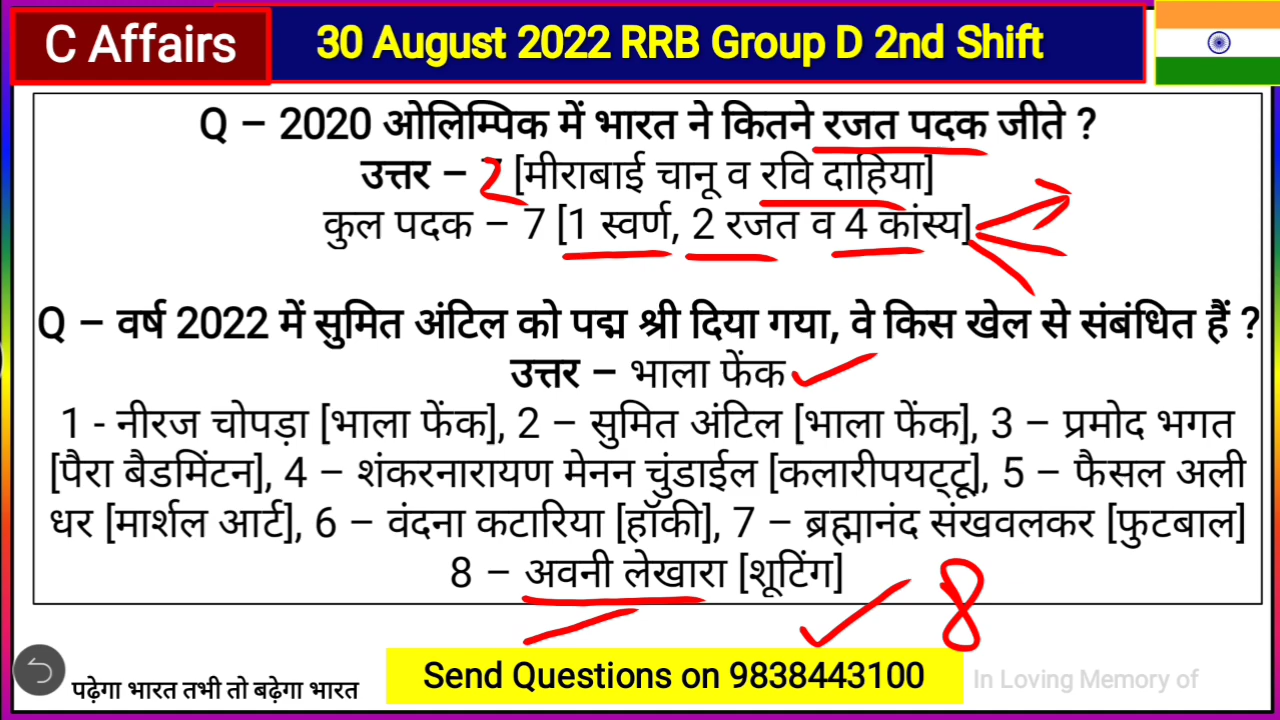 C Affairs
30 August 2022 RRB Group D 2nd Shift
Q – 2020 ओलिम्पिक में भारत ने कितने रजत पदक जीते ?
उत्तर – 2 [मीराबाई चानू व रवि दाहिया]
कुल पदक – 7 [1 स्वर्ण, 2 रजत व 4 कांस्य]
Q – वर्ष 2022 में सुमित अंटिल को पद्म श्री दिया गया, वे किस खेल से संबंधित हैं ?
उत्तर – भाला फेंक
1 - नीरज चोपड़ा [भाला फेंक], 2 – सुमित अंटिल [भाला फेंक], 3 – प्रमोद भगत
[पैरा बैडमिंटन], 4 – शंकरनारायण मेनन चुंडाईल [कलारीपयट्टू], 5 – फैसल अली
धर [मार्शल आर्ट], 6 – वंदना कटारिया [हॉकी], 7 – ब्रह्मानंद संखवलकर [फुटबाल]
8 – अवनी लेखारा [शूटिंग]
8
पढ़ेगा भारत तभी तो बढ़ेगा भारत
Send Questions on 9838443100
In Loving Memory of